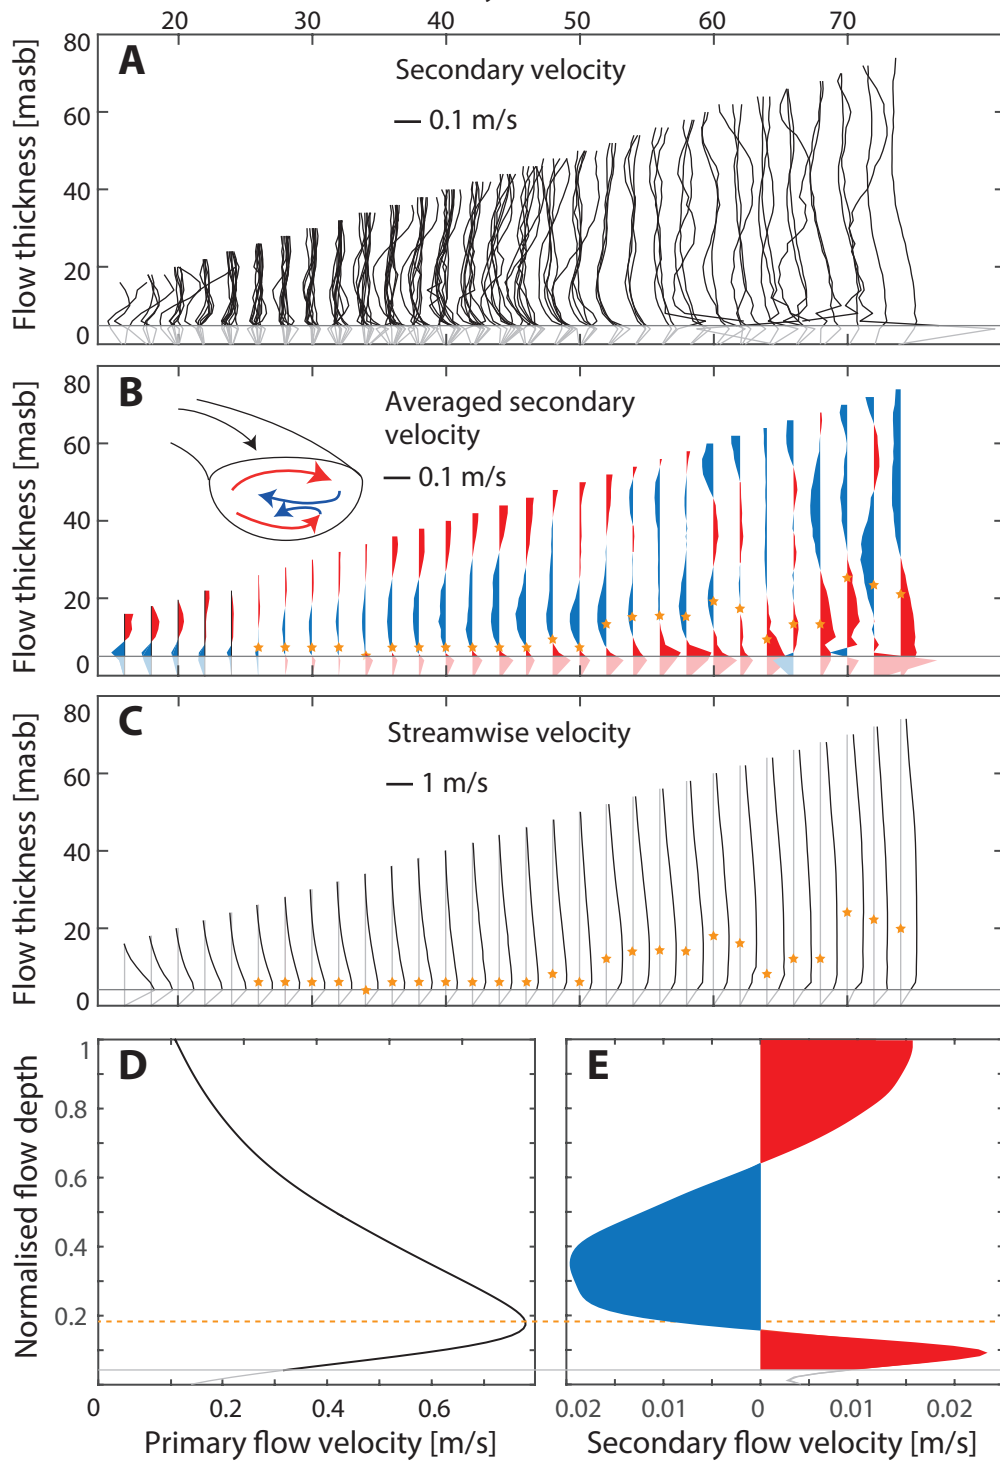 20 30 40 50 60 70
A
Secondary velocity
0.1 m/s
Flow thickness [masb]
80
60
40
20
0
B
Averaged secondary
velocity
0.1 m/s
Flow thickness [masb]
80
60
40
20
0
C
Streamwise velocity
1 m/s
Flow thickness [masb]
80
60
40
20
0
D
Normalised flow depth
1
0.8
0.6
0.4
0.2
0 0.2 0.4 0.6
Primary flow velocity [m/s]
E
0.02 0.01 0 0.01 0.02
Secondary flow velocity [m/s]